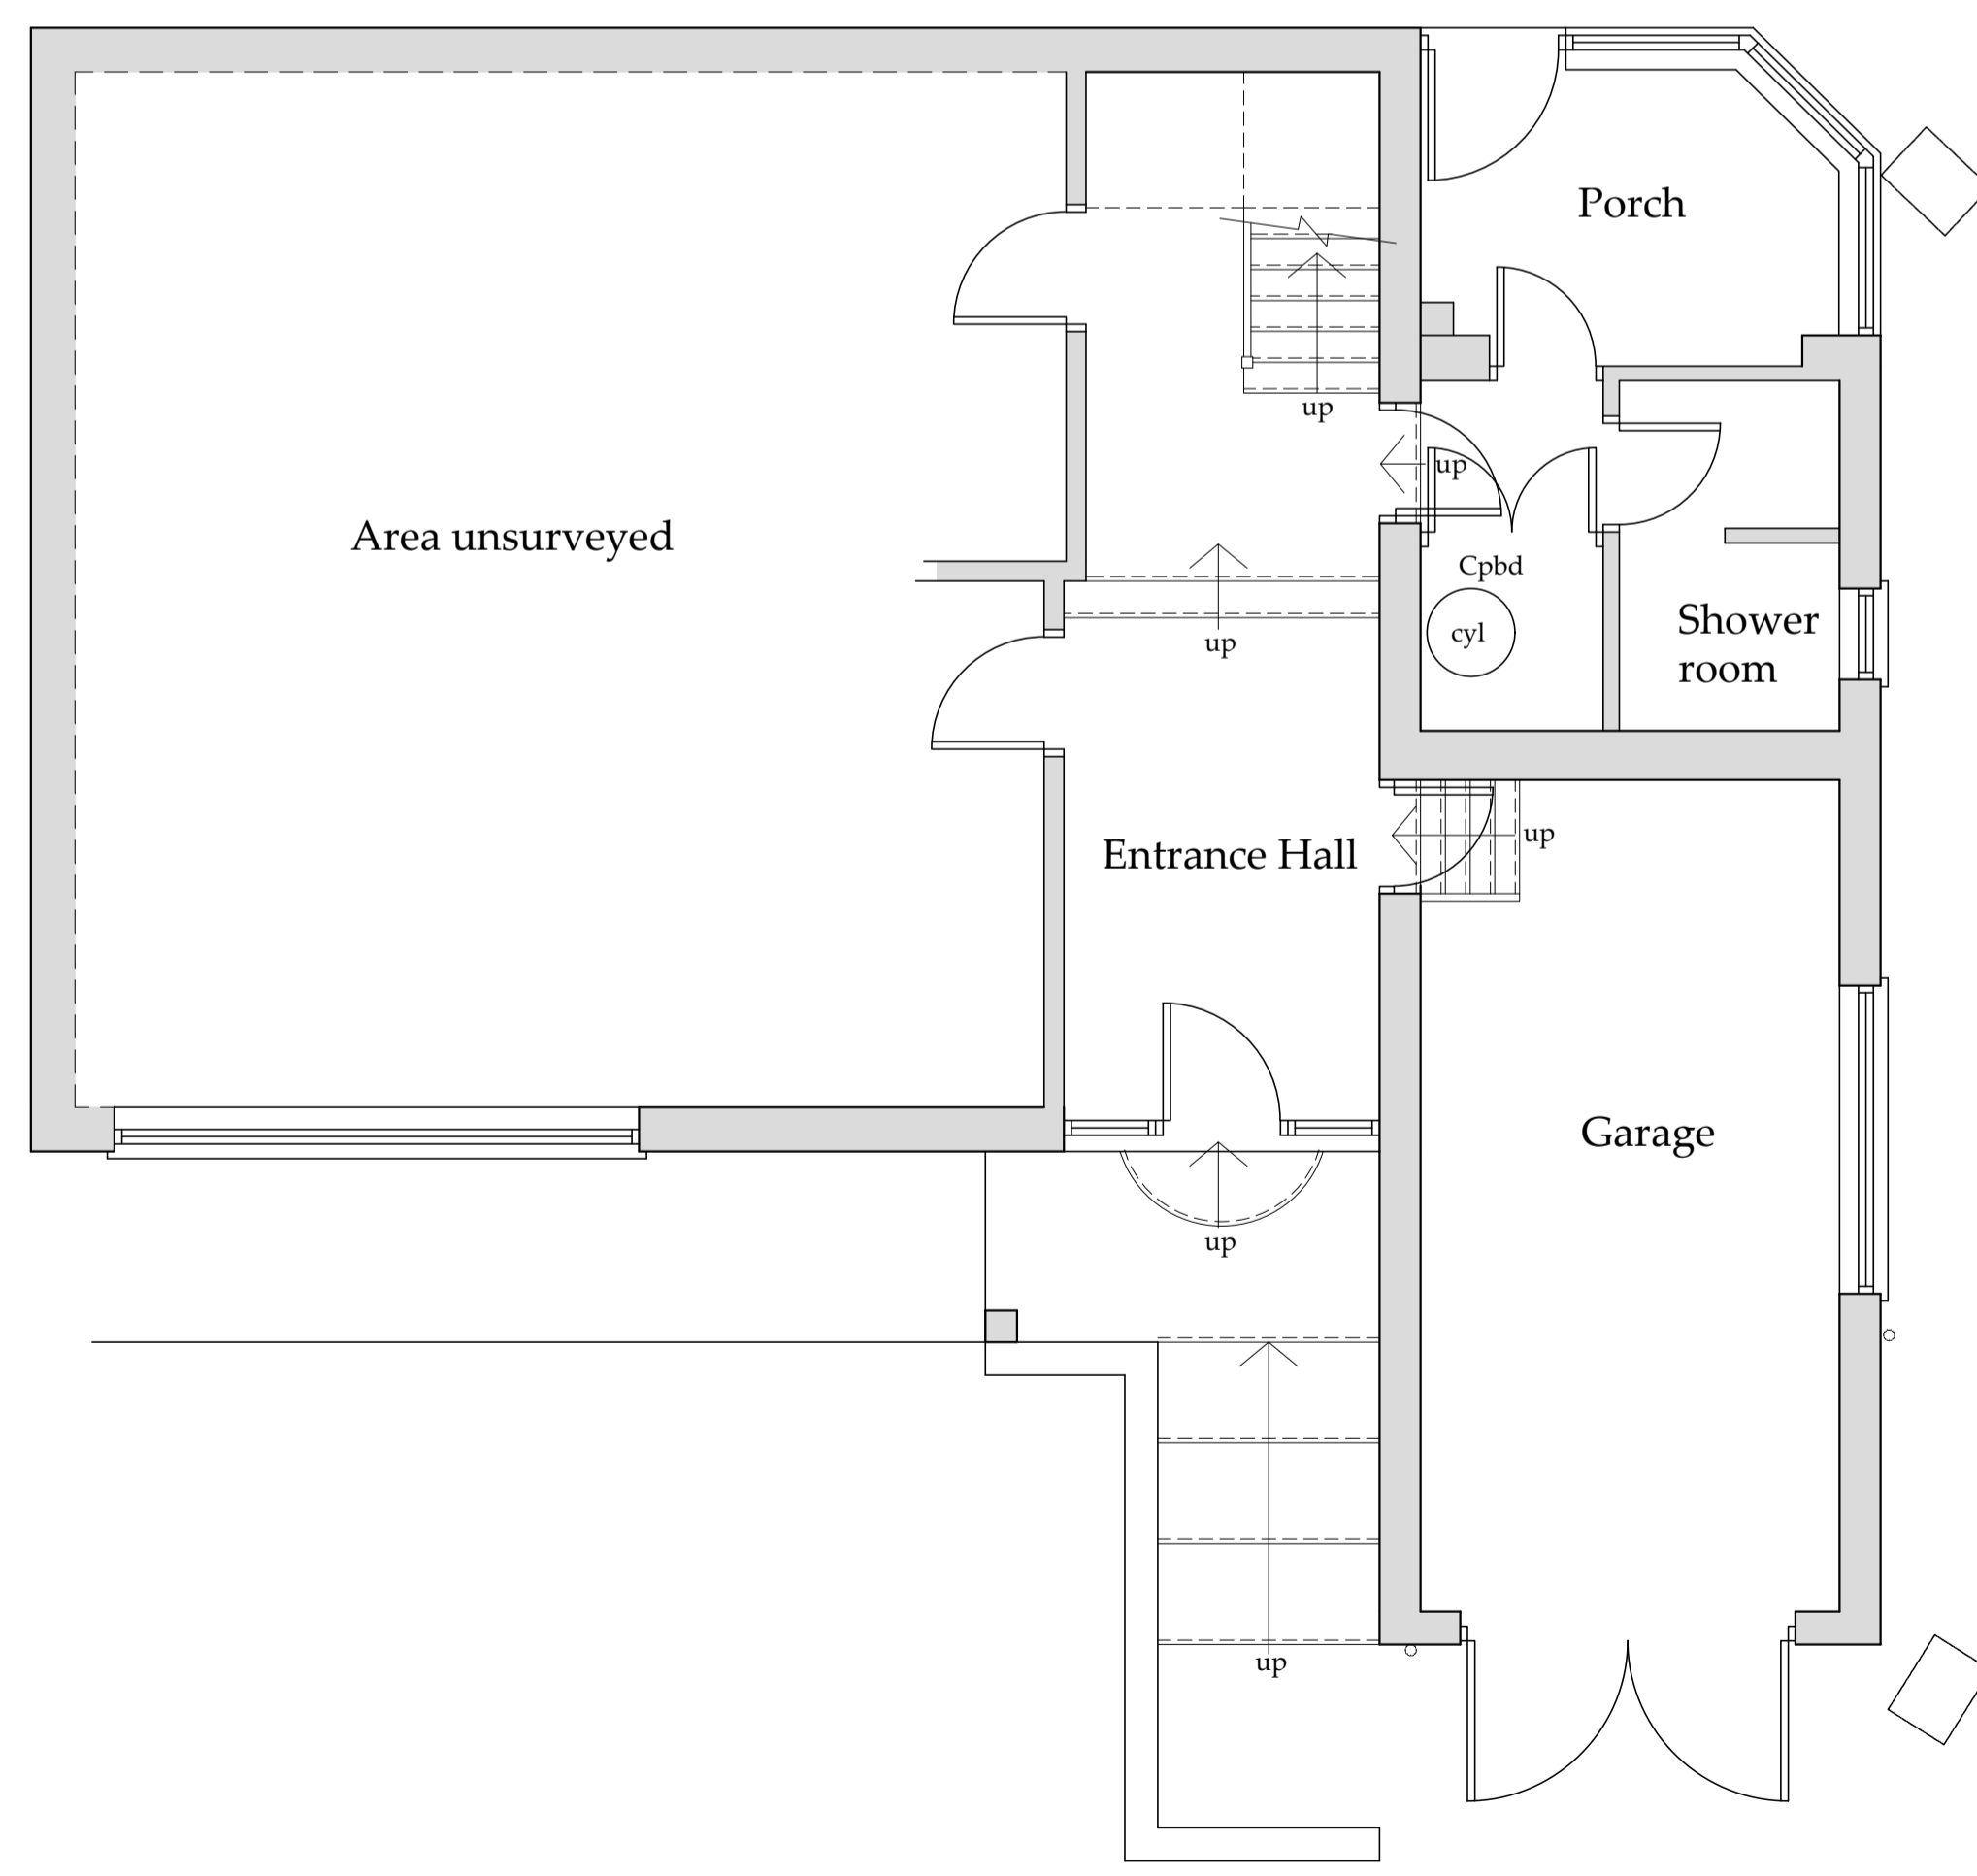 Porch
up
up
Area unsurveyed
Cpbd
cyl
Shower
room
up
Entrance Hall
up
Garage
up
up